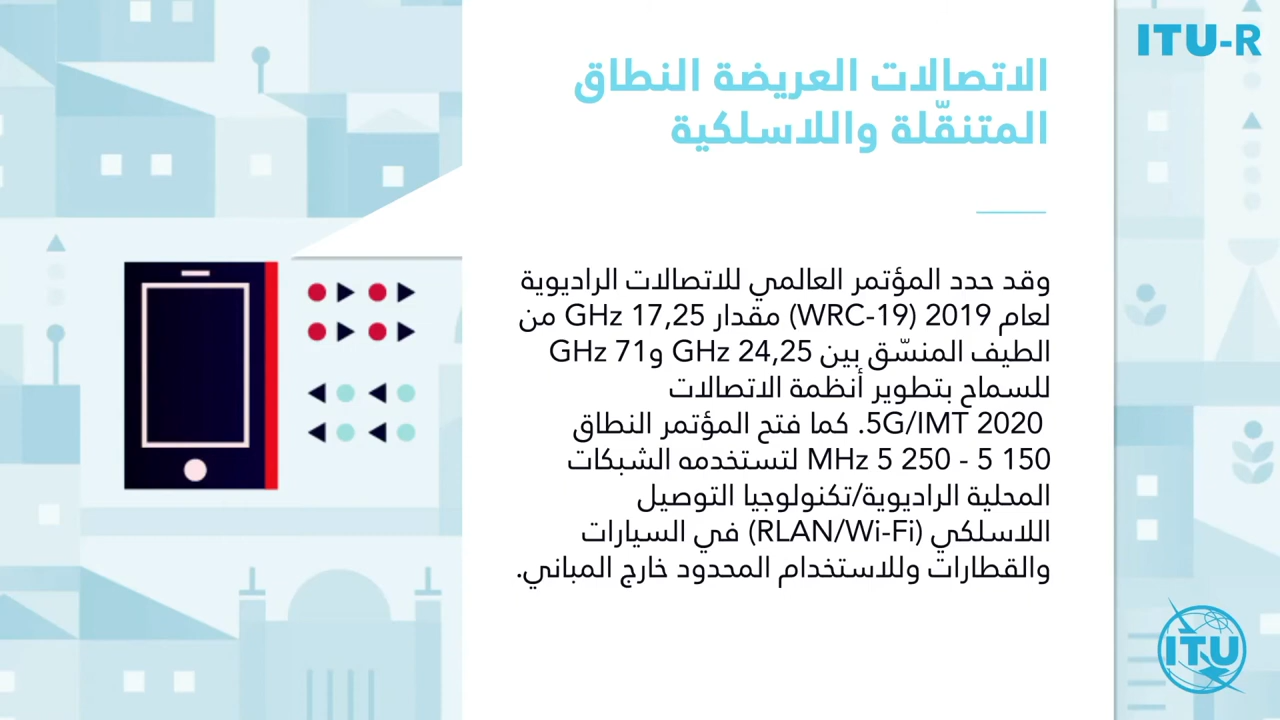 ITU-R
الاتصالات العريضة النطاق
المتنقّلة واللاسلكية
وقد حدد المؤتمر العالمي للاتصالات الراديوية
لعام 2019 (WRC-19) مقدار GHz 17,25 من
الطيف المنسّق بين GHz 24,25 وGHz 71
للسماح بتطوير أنظمة الاتصالات
5G/IMT 2020. كما فتح المؤتمر النطاق
MHz 5 250 - 5 150 لتستخدمه الشبكات
المحلية الراديوية/تكنولوجيا التوصيل
اللاسلكي (RLAN/Wi-Fi) في السيارات
والقطارات وللاستخدام المحدود خارج المباني.
ITU